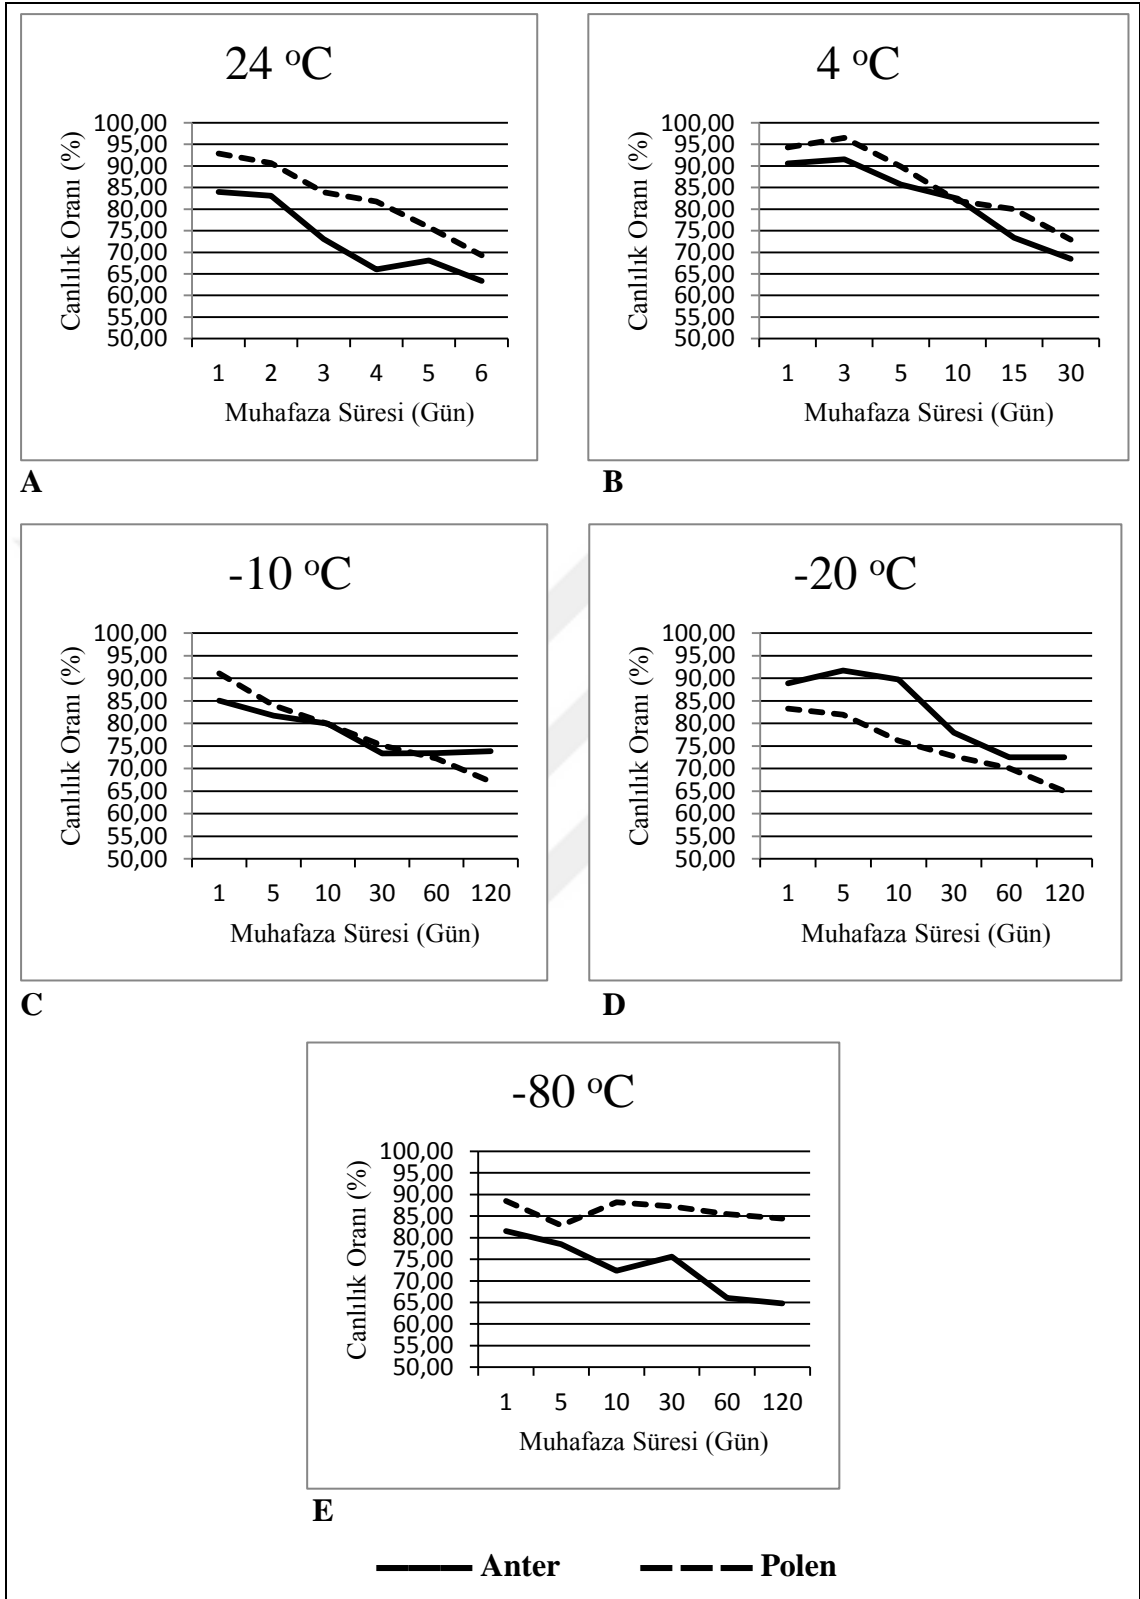 24 ºC
Canlılık Oranı (%)
100,00
95,00
90,00
85,00
80,00
75,00
70,00
65,00
60,00
55,00
50,00
1 2 3 4 5 6
Muhafaza Süresi (Gün)
A
4 ºC
Canlılık Oranı (%)
100,00
95,00
90,00
85,00
80,00
75,00
70,00
65,00
60,00
55,00
50,00
1 3 5 10 15 30
Muhafaza Süresi (Gün)
B
-10 ºC
Canlılık Oranı (%)
100,00
95,00
90,00
85,00
80,00
75,00
70,00
65,00
60,00
55,00
50,00
1 5 10 30 60 120
Muhafaza Süresi (Gün)
C
-20 ºC
Canlılık Oranı (%)
100,00
95,00
90,00
85,00
80,00
75,00
70,00
65,00
60,00
55,00
50,00
1 5 10 30 60 120
Muhafaza Süresi (Gün)
D
-80 ºC
Canlılık Oranı (%)
100,00
95,00
90,00
85,00
80,00
75,00
70,00
65,00
60,00
55,00
50,00
1 5 10 30 60 120
Muhafaza Süresi (Gün)
E
Anter Polen